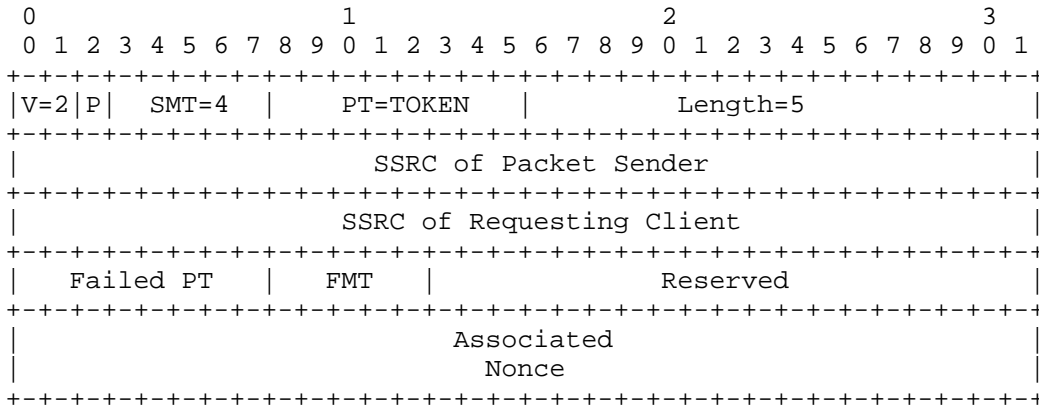 0                   1                   2                   3
 0 1 2 3 4 5 6 7 8 9 0 1 2 3 4 5 6 7 8 9 0 1 2 3 4 5 6 7 8 9 0 1
+-+-+-+-+-+-+-+-+-+-+-+-+-+-+-+-+-+-+-+-+-+-+-+-+-+-+-+-+-+-+-+-+
|V=2|P|  SMT=4  |    PT=TOKEN   |         Length=5              |
+-+-+-+-+-+-+-+-+-+-+-+-+-+-+-+-+-+-+-+-+-+-+-+-+-+-+-+-+-+-+-+-+
|                      SSRC of Packet Sender                    |
+-+-+-+-+-+-+-+-+-+-+-+-+-+-+-+-+-+-+-+-+-+-+-+-+-+-+-+-+-+-+-+-+
|                    SSRC of Requesting Client                  |
+-+-+-+-+-+-+-+-+-+-+-+-+-+-+-+-+-+-+-+-+-+-+-+-+-+-+-+-+-+-+-+-+
|   Failed PT   |   FMT   |              Reserved               |
+-+-+-+-+-+-+-+-+-+-+-+-+-+-+-+-+-+-+-+-+-+-+-+-+-+-+-+-+-+-+-+-+
|                           Associated                          |
|                             Nonce                             |
+-+-+-+-+-+-+-+-+-+-+-+-+-+-+-+-+-+-+-+-+-+-+-+-+-+-+-+-+-+-+-+-+